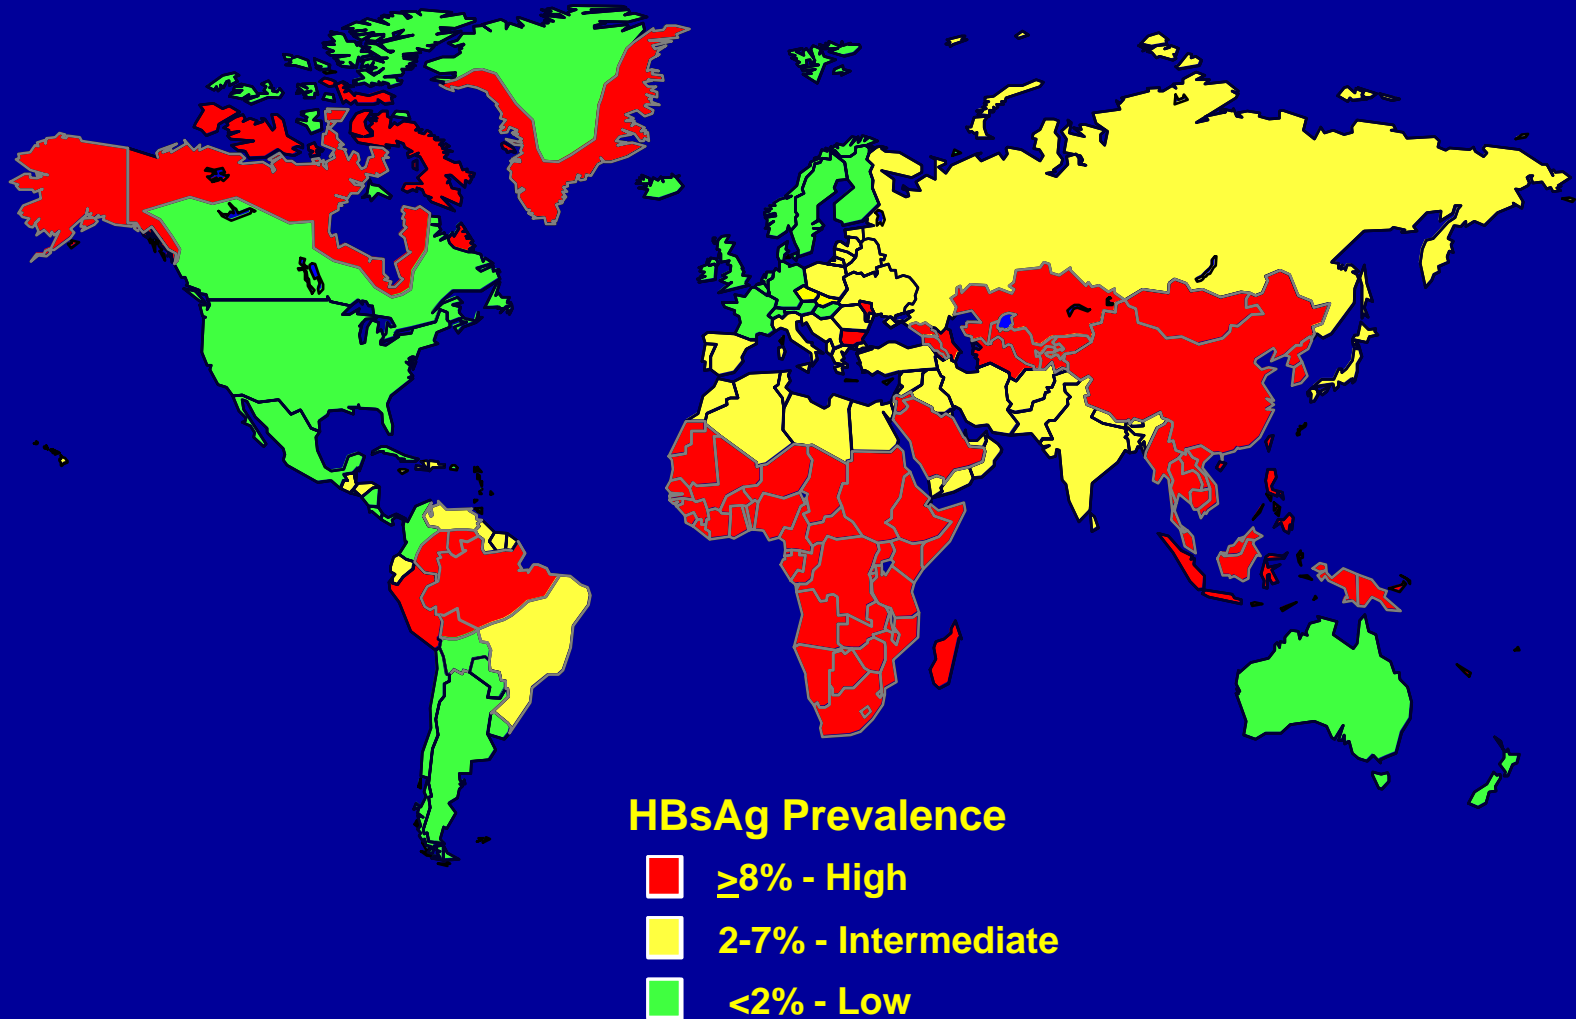 HBsAg Prevalence
≥8% - High
2-7% - Intermediate
<2% - Low